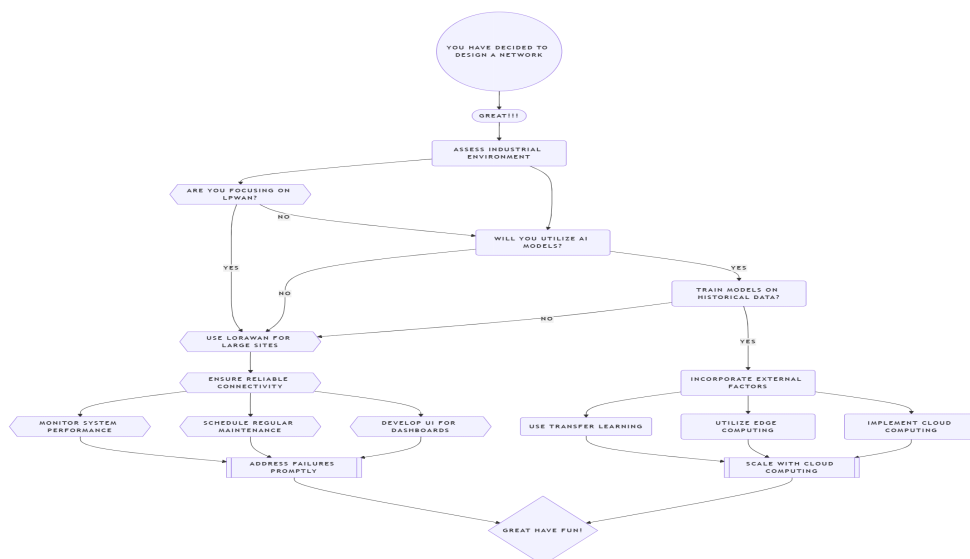 YOU HAVE DECIDED TO
DESIGN A NETWORK
GREAT!!!
ASSESS INDUSTRIAL
ENVIRONMENT
ARE YOU FOCUSING ON
LPWAN?
NO
WILL YOU UTILIZE AI
MODELS?
YES
YES
NO
TRAIN MODELS ON
HISTORICAL DATA?
NO
USE LORAWAN FOR
LARGE SITES
YES
ENSURE RELIABLE
CONNECTIVITY
INCORPORATE EXTERNAL
FACTORS
MONITOR SYSTEM
PERFORMANCE
SCHEDULE REGULAR
MAINTENANCE
DEVELOP UI FOR
DASHBOARDS
USE TRANSFER LEARNING
UTILIZE EDGE
COMPUTING
IMPLEMENT CLOUD
COMPUTING
ADDRESS FAILURES
PROMPTLY
SCALE WITH CLOUD
COMPUTING
GREAT HAVE FUN!